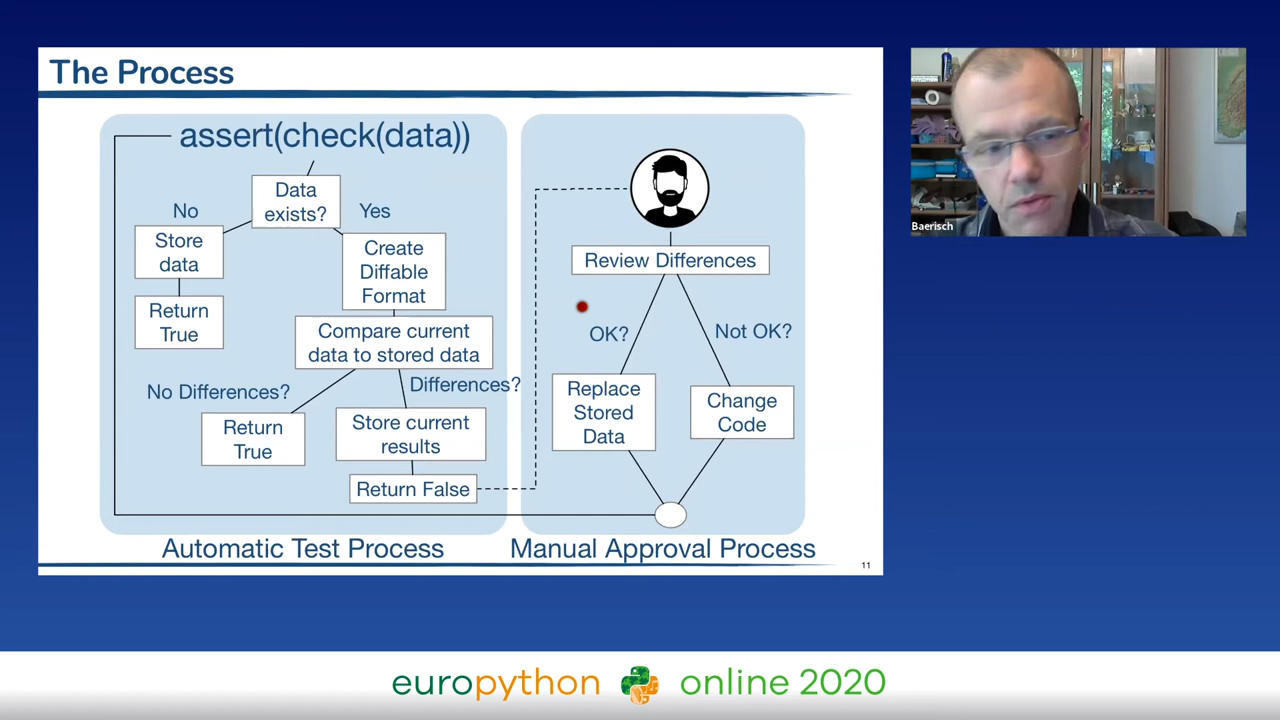 The Process
assert(check(data))
Data
exists?
No
Yes
Store
data
Return
True
Create
Diffable
Format
Compare current
data to stored data
No Differences?
Differences?
Return
True
Store current
results
Return False
Automatic Test Process
Review Differences
OK?
Not OK?
Replace
Stored
Data
Change
Code
Manual Approval Process
11
Baerisch
europython online 2020